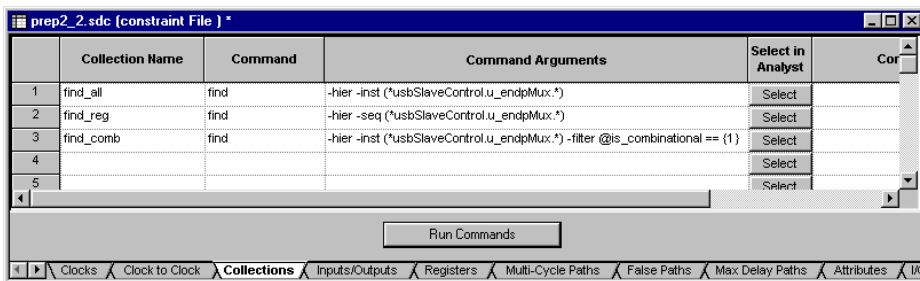 prep2_2.sdc (constraint File ) *
Collection Name Command Command Arguments Select in Analyst
1 find_all find -hier -inst (*usbSlaveControl.u_endpMux.*) Select
2 find_reg find -hier -seq (*usbSlaveControl.u_endpMux.*) Select
3 find_comb find -hier -inst (*usbSlaveControl.u_endpMux.*) -filter @is_combinational == {1} Select
4 Select
5 Select
Run Commands
Clocks Clock to Clock Collections Inputs/Outputs Registers Multi-Cycle Paths False Paths Max Delay Paths Attributes